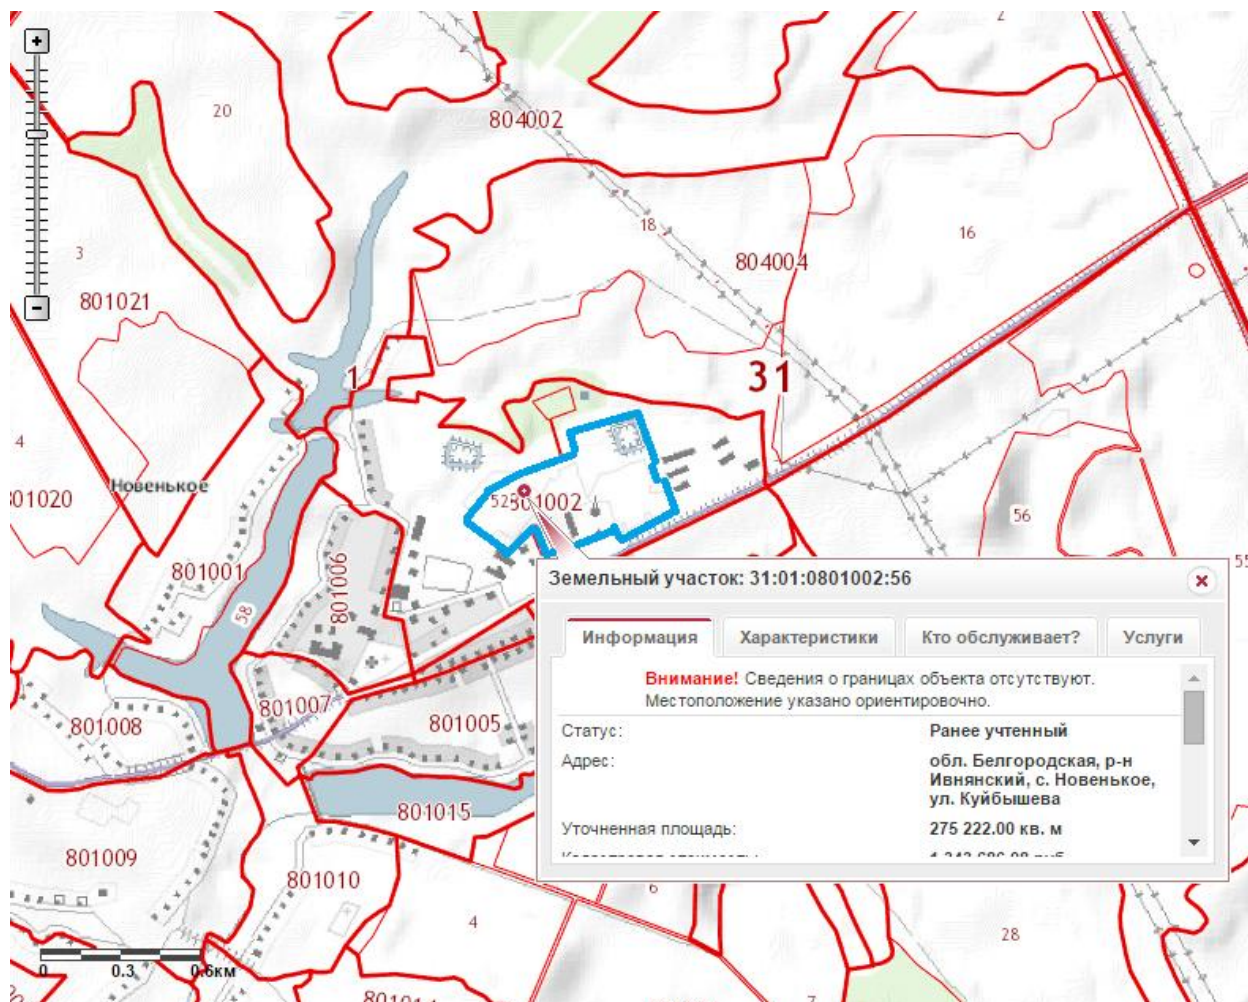 2
20
804002
18
16
3
804004
801021
1
31
4
Новенькое
801020
52
801002
56
55
801001
801006
58
Земельный участок: 31:01:0801002:56
Информация
Характеристики
Кто обслуживает?
Услуги
Внимание! Сведения о границах объекта отсутствуют.
Местоположение указано ориентировочно.
801007
801008
801005
Статус:
Ранее учтенный
Адрес:
обл. Белгородская, р-н
Ивнянский, с. Новенькое,
ул. Куйбышева
801015
Уточненная площадь:
275 222.00 кв. м
801009
801010
6
4
28
0
0.3
0.6км
7